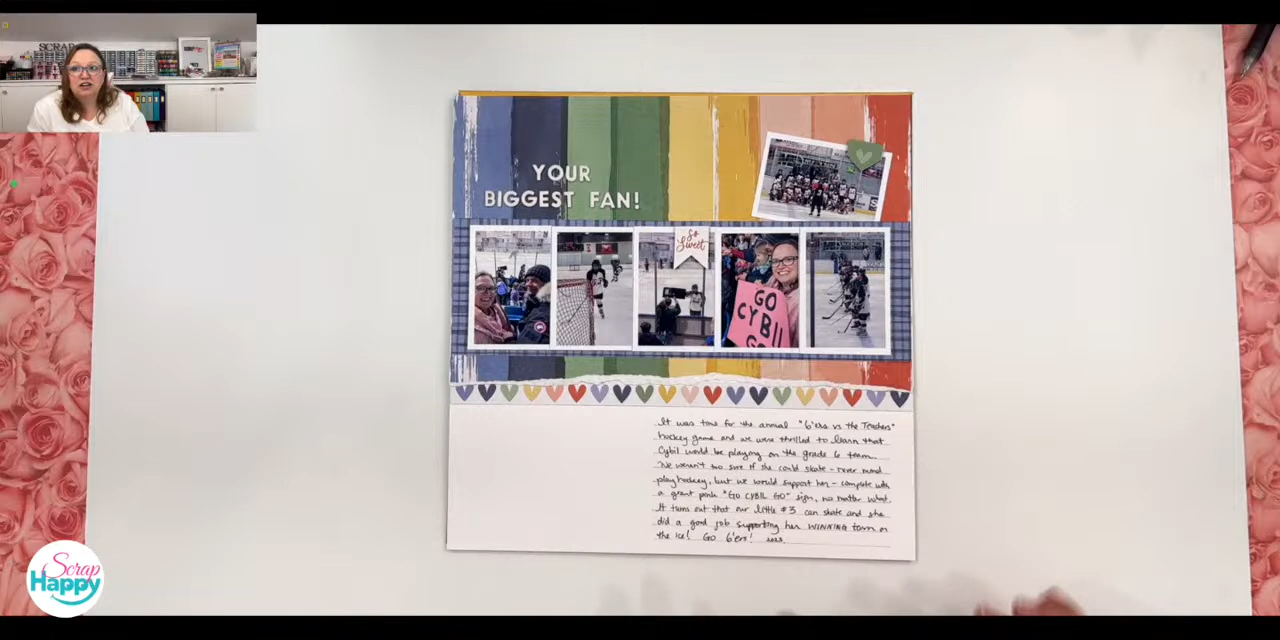 SCRAP
YOUR
BIGGEST FAN!
So
Sweet
GO
CYBIL
GO
It was time for the annual "6'ers vs the Teachers"
hockey game and we were thrilled to learn that
Cybil would be playing on the grade 6 team.
We weren't too sure if she could skate - never mind
play hockey, but we would support her - complete with
a giant pink "GO CYBIL GO" sign, no matter what.
It turns out that our little #3 can skate and she
did a good job supporting her WINNING team on
the ice! Go 6'ers! 2023.
Scrap
Happy